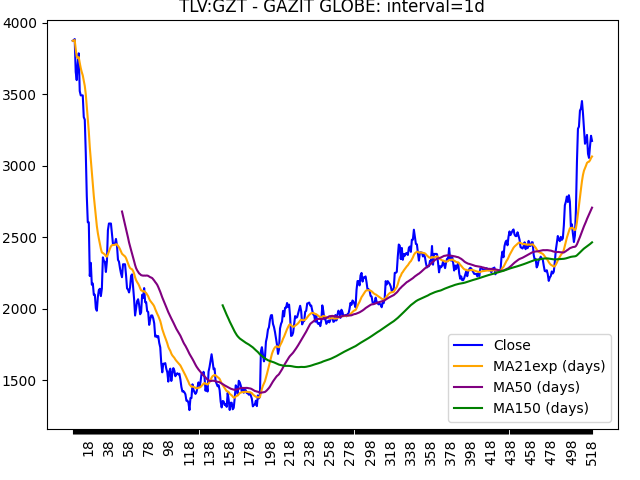 TLV:GZT - GAZIT GLOBE: interval=1d
4000
3500
3000
2500
2000
1500
Close
MA21exp (days)
MA50 (days)
MA150 (days)
18 38 58 78 98 118 138 158 178 198 218 238 258 278 298 318 338 358 378 398 418 438 458 478 498 518